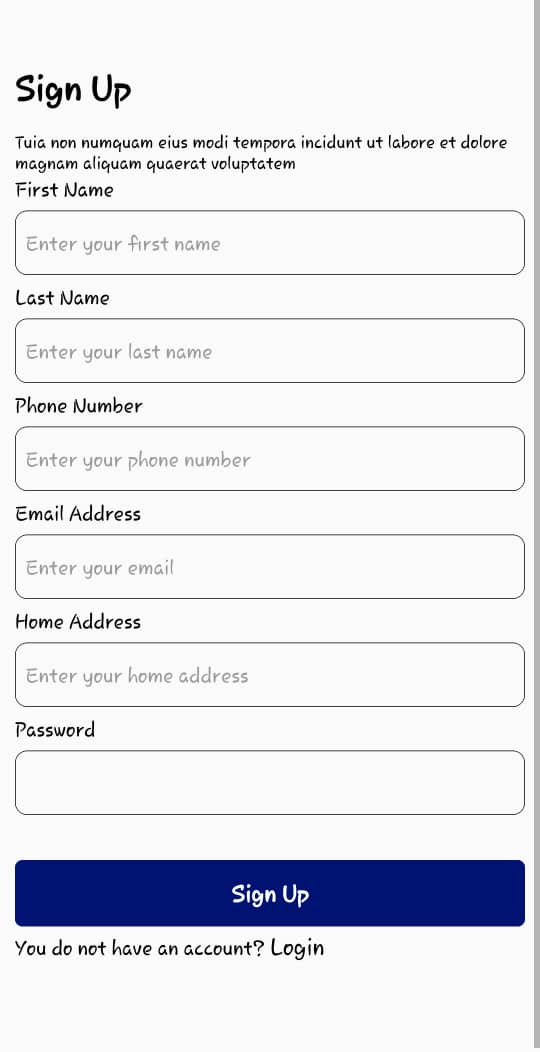 Sign Up
Tuia non numquam eius modi tempora incidunt ut labore et dolore
magnam aliquam quaerat voluptatem
First Name
Enter your first name
Last Name
Enter your last name
Phone Number
Enter your phone number
Email Address
Enter your email
Home Address
Enter your home address
Password
Sign Up
You do not have an account? Login